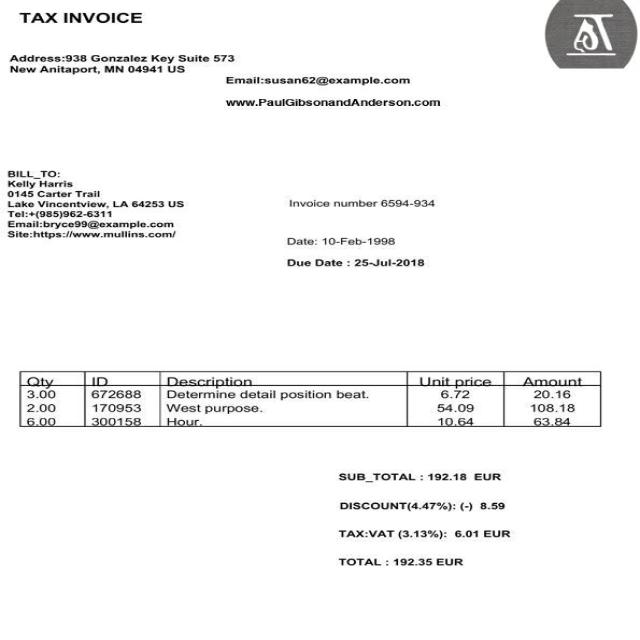 TAX INVOICE
Address:938 Gonzalez Key Suite 573
New Anitaport, MN 04941 US
Email:susan62@example.com
www.PaulGibsonandAnderson.com
BILL_TO:
Kelly Harris
0145 Carter Trail
Lake Vincentview, LA 64253 US
Tel:+(985)962-6311
Email:bryce99@example.com
Site:https://www.mullins.com/
Invoice number 6594-934
Date: 10-Feb-1998
Due Date : 25-Jul-2018
Qty ID Description Unit price Amount
3.00 672688 Determine detail position beat. 6.72 20.16
2.00 170953 West purpose. 54.09 108.18
6.00 300158 Hour. 10.64 63.84
SUB_TOTAL : 192.18 EUR
DISCOUNT(4.47%): (-) 8.59
TAX:VAT (3.13%): 6.01 EUR
TOTAL : 192.35 EUR